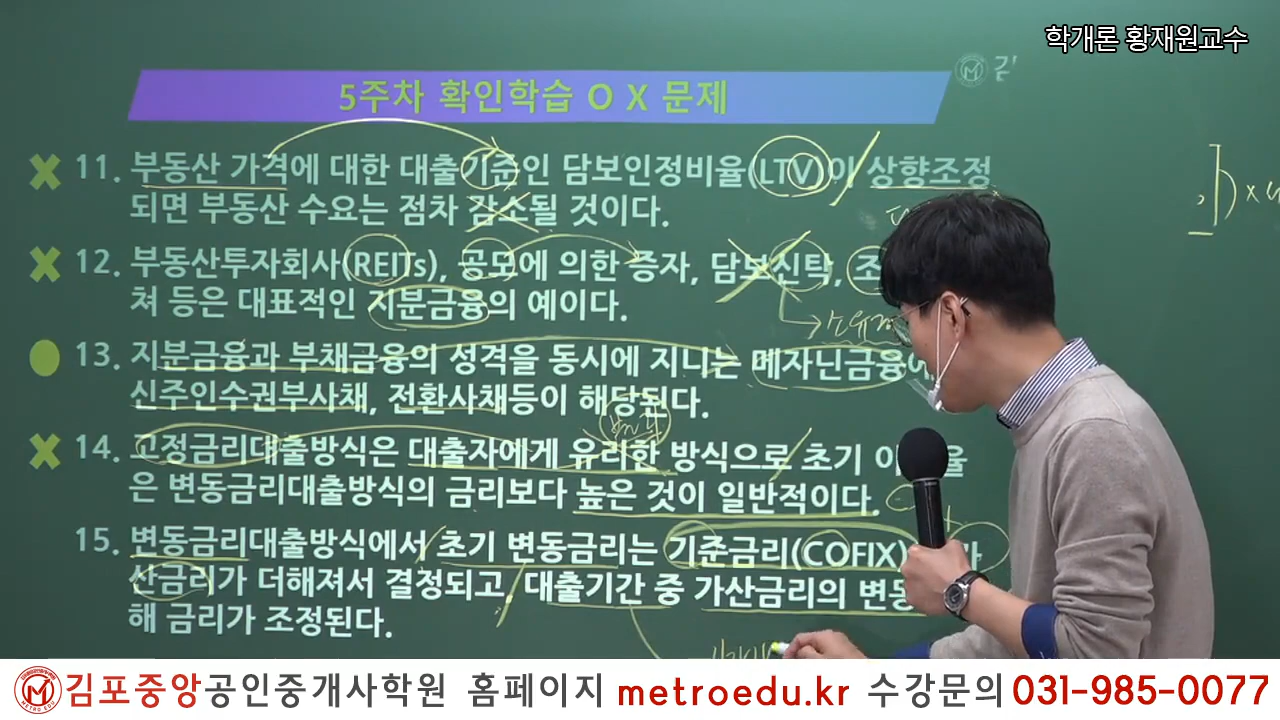 학개론 황재원교수
5주차 확인학습 O X 문제
11. 부동산 가격에 대한 대출기준인 담보인정비율(LTV)이 상향조정
되면 부동산 수요는 점차 감소될 것이다.
12. 부동산투자회사(REITs), 공모에 의한 증자, 담보신탁, 조
쳐 등은 대표적인 지분금융의 예이다.
소유권
13. 지분금융과 부채금융의 성격을 동시에 지니는 메자닌금융에
신주인수권부사채, 전환사채등이 해당된다.
14. 고정금리대출방식은 대출자에게 유리한 방식으로 초기 이 율
은 변동금리대출방식의 금리보다 높은 것이 일반적이다.
15. 변동금리대출방식에서 초기 변동금리는 기준금리(COFIX)
산금리가 더해져서 결정되고, 대출기간 중 가산금리의 변동
해 금리가 조정된다.
김포중앙공인중개사학원 홈페이지 metroedu.kr 수강문의 031-985-0077